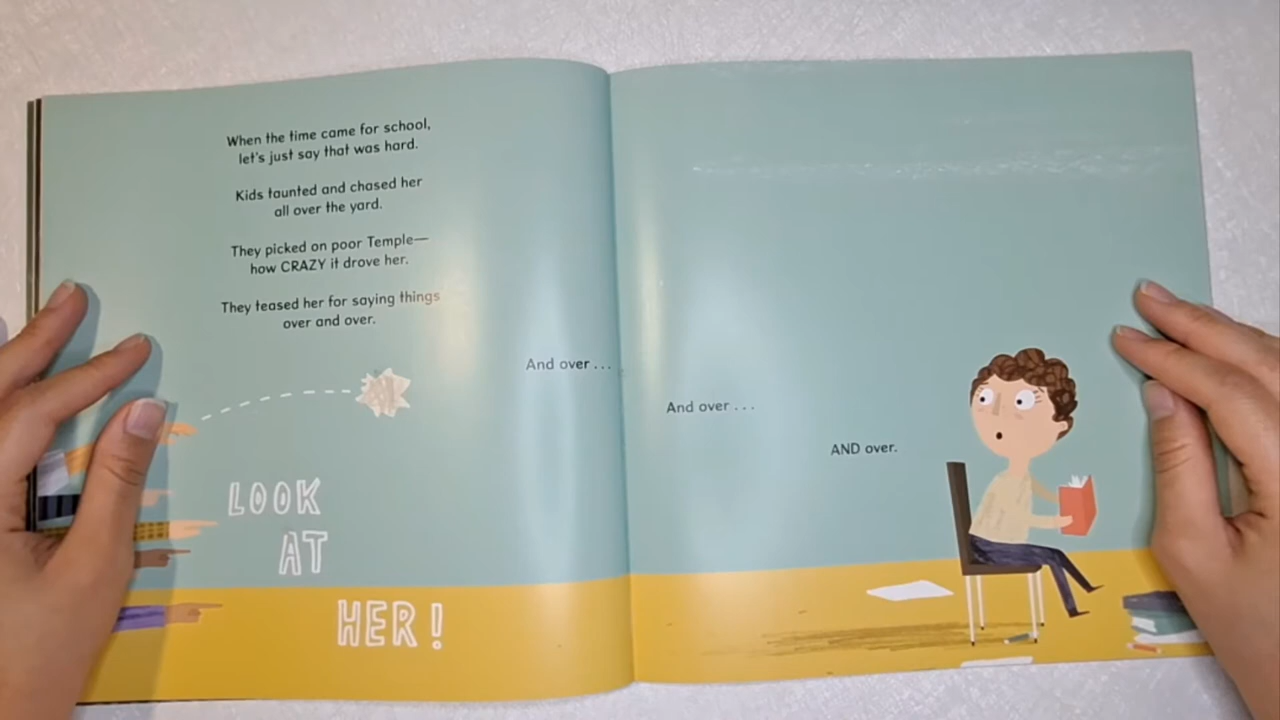 When the time came for school,
let's just say that was hard.
Kids taunted and chased her
all over the yard.
They picked on poor Temple—
how CRAZY it drove her.
They teased her for saying things
over and over.
And over . . .
And over . . .
AND over.
LOOK
AT
HER!